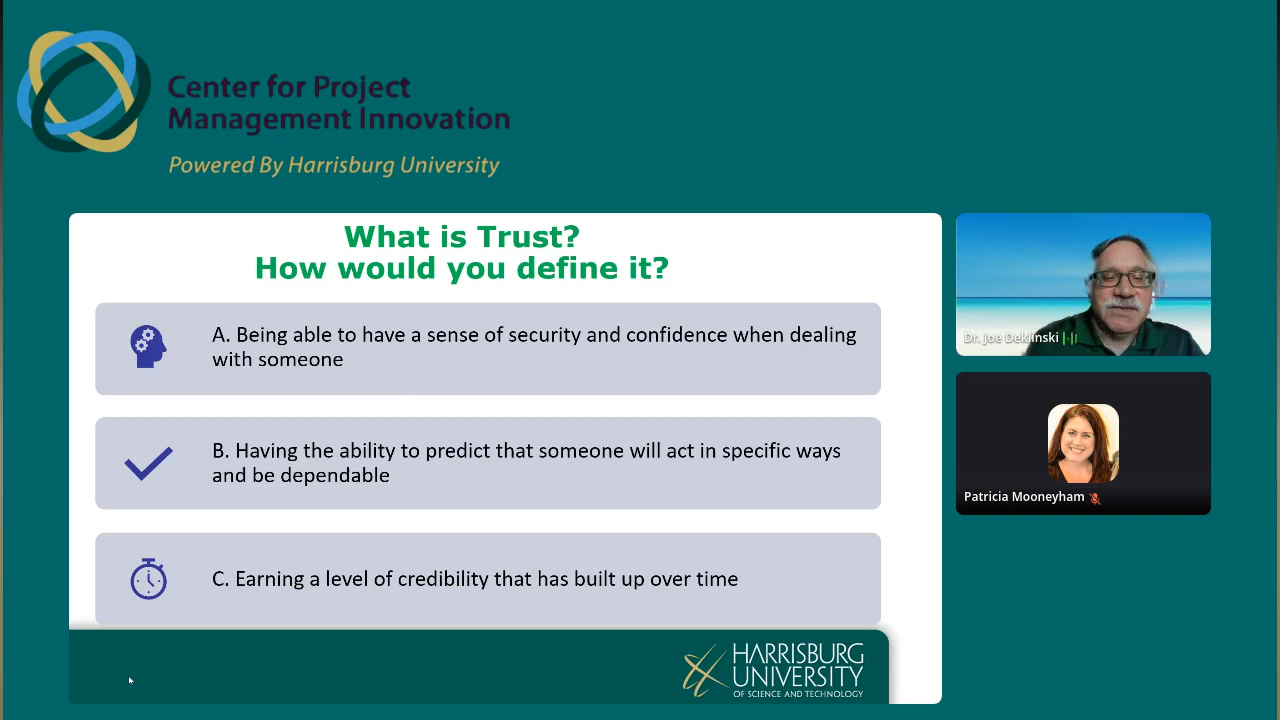 Center for Project
Management Innovation
Powered By Harrisburg University
What is Trust?
How would you define it?
A. Being able to have a sense of security and confidence when dealing
with someone
B. Having the ability to predict that someone will act in specific ways
and be dependable
C. Earning a level of credibility that has built up over time
HARRISBURG
UNIVERSITY
OF SCIENCE AND TECHNOLOGY
Dr. Joe Deklinski
Patricia Mooneyham